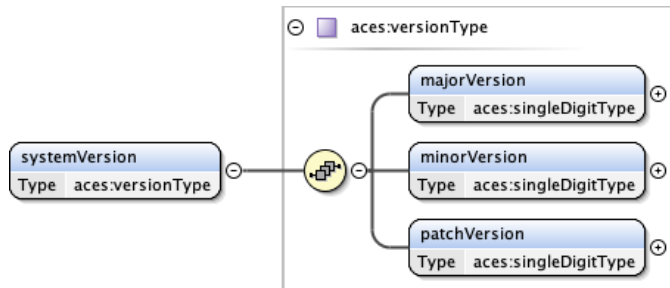 aces:versionType
majorVersion
Type aces:singleDigitType
systemVersion
Type aces:versionType
minorVersion
Type aces:singleDigitType
patchVersion
Type aces:singleDigitType